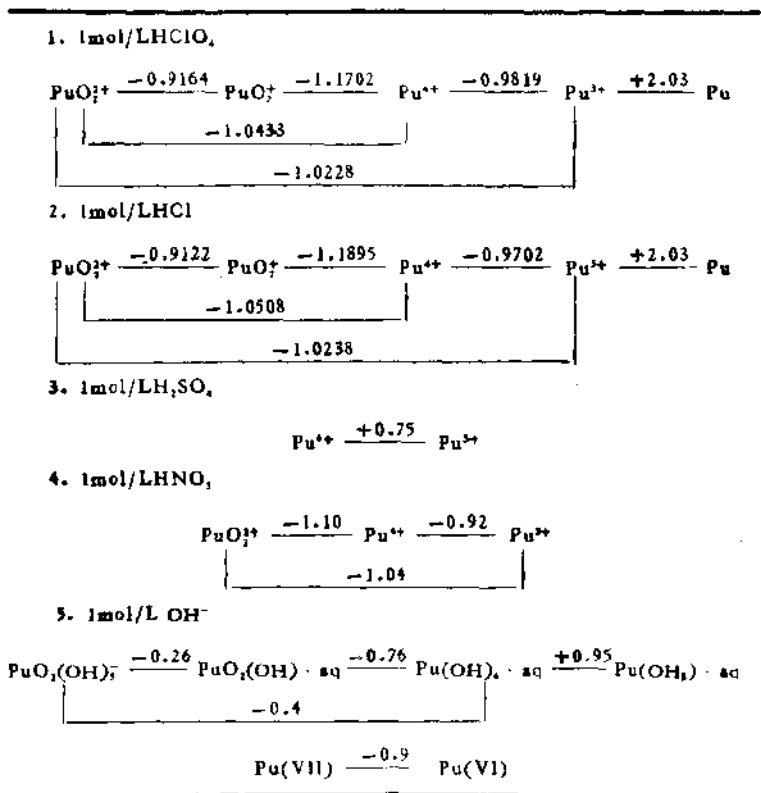 1. 1mol/LHClO₄
−0.9164 −1.1702 −0.9819 +2.03
PuO₂²⁺ PuO₂⁺ Pu⁴⁺ Pu³⁺ Pu
−1.0433
−1.0228
2. 1mol/LHCl
−0.9122 −1.1895 −0.9702 +2.03
PuO₂²⁺ PuO₂⁺ Pu⁴⁺ Pu³⁺ Pu
−1.0508
−1.0238
3. 1mol/LH₂SO₄
+0.75
Pu⁴⁺ Pu³⁺
4. 1mol/LHNO₃
−1.10 −0.92
PuO₂²⁺ Pu⁴⁺ Pu³⁺
−1.04
5. 1mol/L OH⁻
−0.26 −0.76 +0.95
PuO₂(OH)₃⁻ PuO₂(OH)·aq Pu(OH)₄·aq Pu(OH₃)·aq
−0.4
−0.9
Pu(VII) Pu(VI)